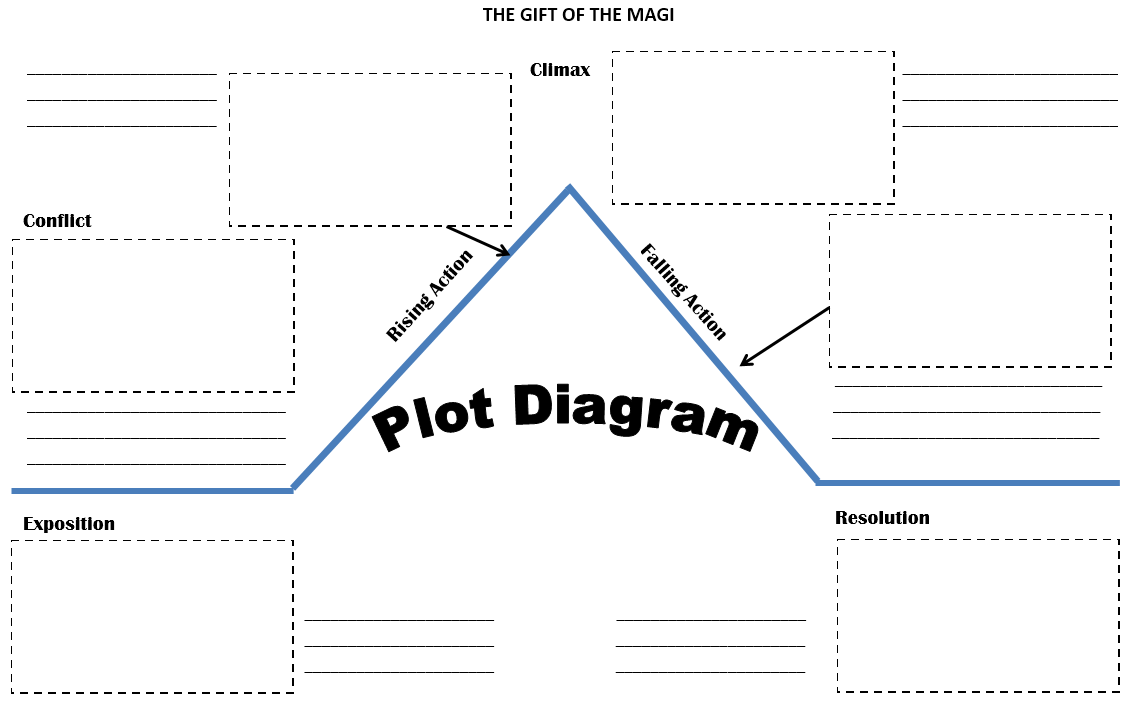 THE GIFT OF THE MAGI
Climax
Conflict
Rising Action
Falling Action
Plot Diagram
Exposition
Resolution